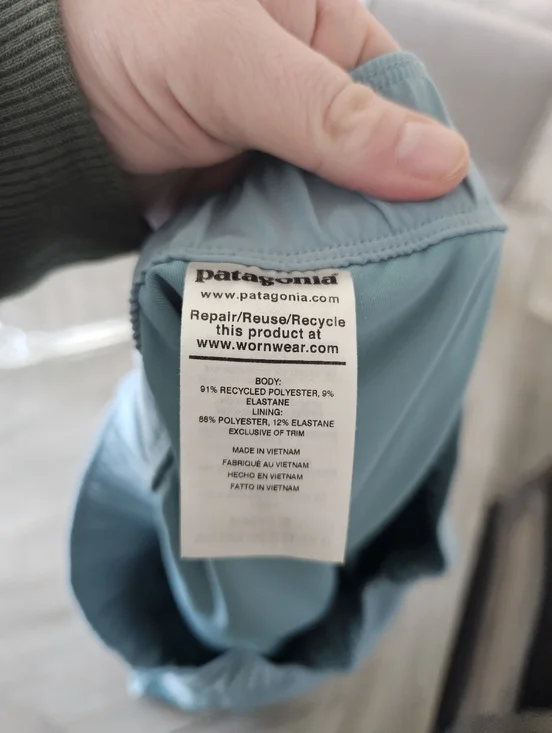 patagonia
www.patagonia.com
Repair/Reuse/Recycle
this product at
www.wornwear.com
BODY:
91% RECYCLED POLYESTER, 9%
ELASTANE
LINING:
88% POLYESTER, 12% ELASTANE
EXCLUSIVE OF TRIM
MADE IN VIETNAM
FABRIQUÉ AU VIETNAM
HECHO EN VIETNAM
FATTO IN VIETNAM